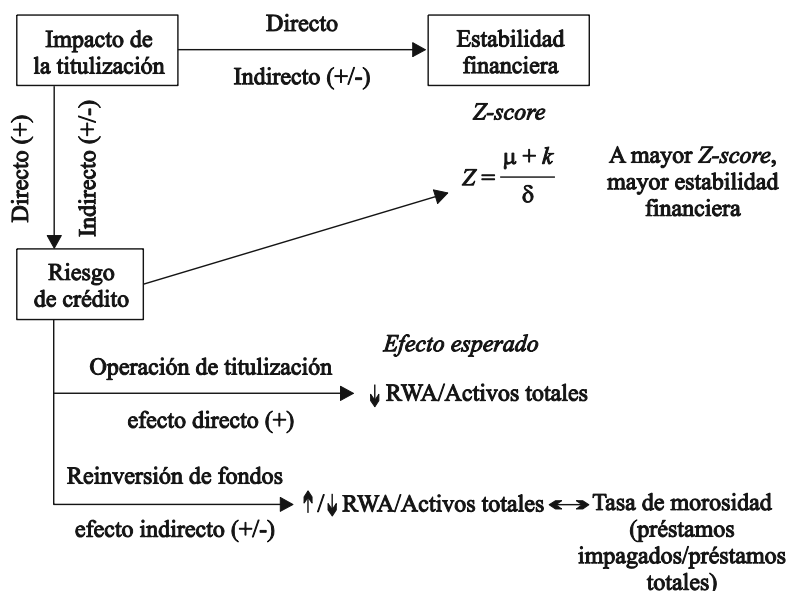 Impacto de
la titulización
Directo
Indirecto (+/-)
Estabilidad
financiera
Directo (+)
Indirecto (+/-)
Z-score
Z = μ + k / δ
A mayor Z-score,
mayor estabilidad
financiera
Riesgo
de crédito
Efecto esperado
Operación de titulización
efecto directo (+)
↓ RWA/Activos totales
Reinversión de fondos
efecto indirecto (+/-)
↑/↓ RWA/Activos totales ↔ Tasa de morosidad
(préstamos
impagados/préstamos
totales)